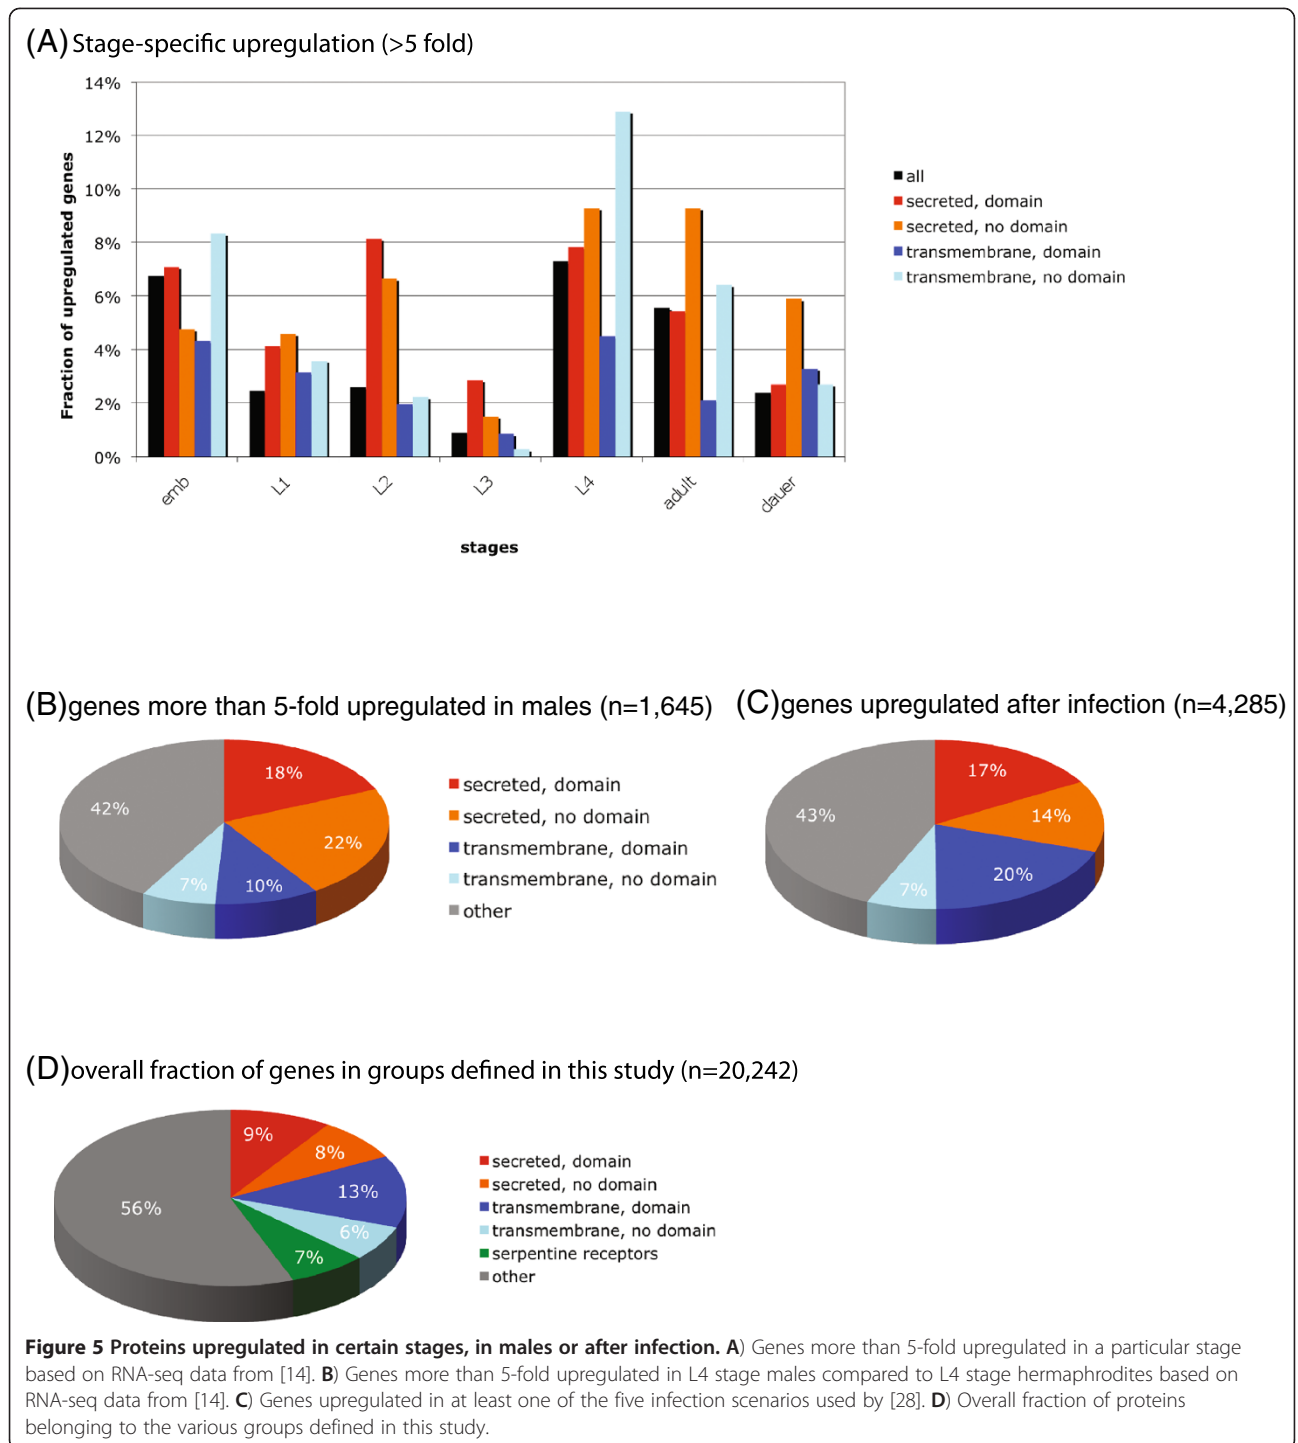 (A) Stage-specific upregulation (>5 fold)
14%
12%
10%
8%
6%
4%
2%
0%
Fraction of upregulated genes
emb
L1
L2
L3
L4
adult
dauer
stages
all
secreted, domain
secreted, no domain
transmembrane, domain
transmembrane, no domain
(B)genes more than 5-fold upregulated in males (n=1,645)
18%
22%
10%
7%
42%
secreted, domain
secreted, no domain
transmembrane, domain
transmembrane, no domain
other
(C)genes upregulated after infection (n=4,285)
17%
14%
20%
7%
43%
(D)overall fraction of genes in groups defined in this study (n=20,242)
9%
8%
13%
6%
7%
56%
secreted, domain
secreted, no domain
transmembrane, domain
transmembrane, no domain
serpentine receptors
other
Figure 5 Proteins upregulated in certain stages, in males or after infection. A) Genes more than 5-fold upregulated in a particular stage
based on RNA-seq data from [14]. B) Genes more than 5-fold upregulated in L4 stage males compared to L4 stage hermaphrodites based on
RNA-seq data from [14]. C) Genes upregulated in at least one of the five infection scenarios used by [28]. D) Overall fraction of proteins
belonging to the various groups defined in this study.